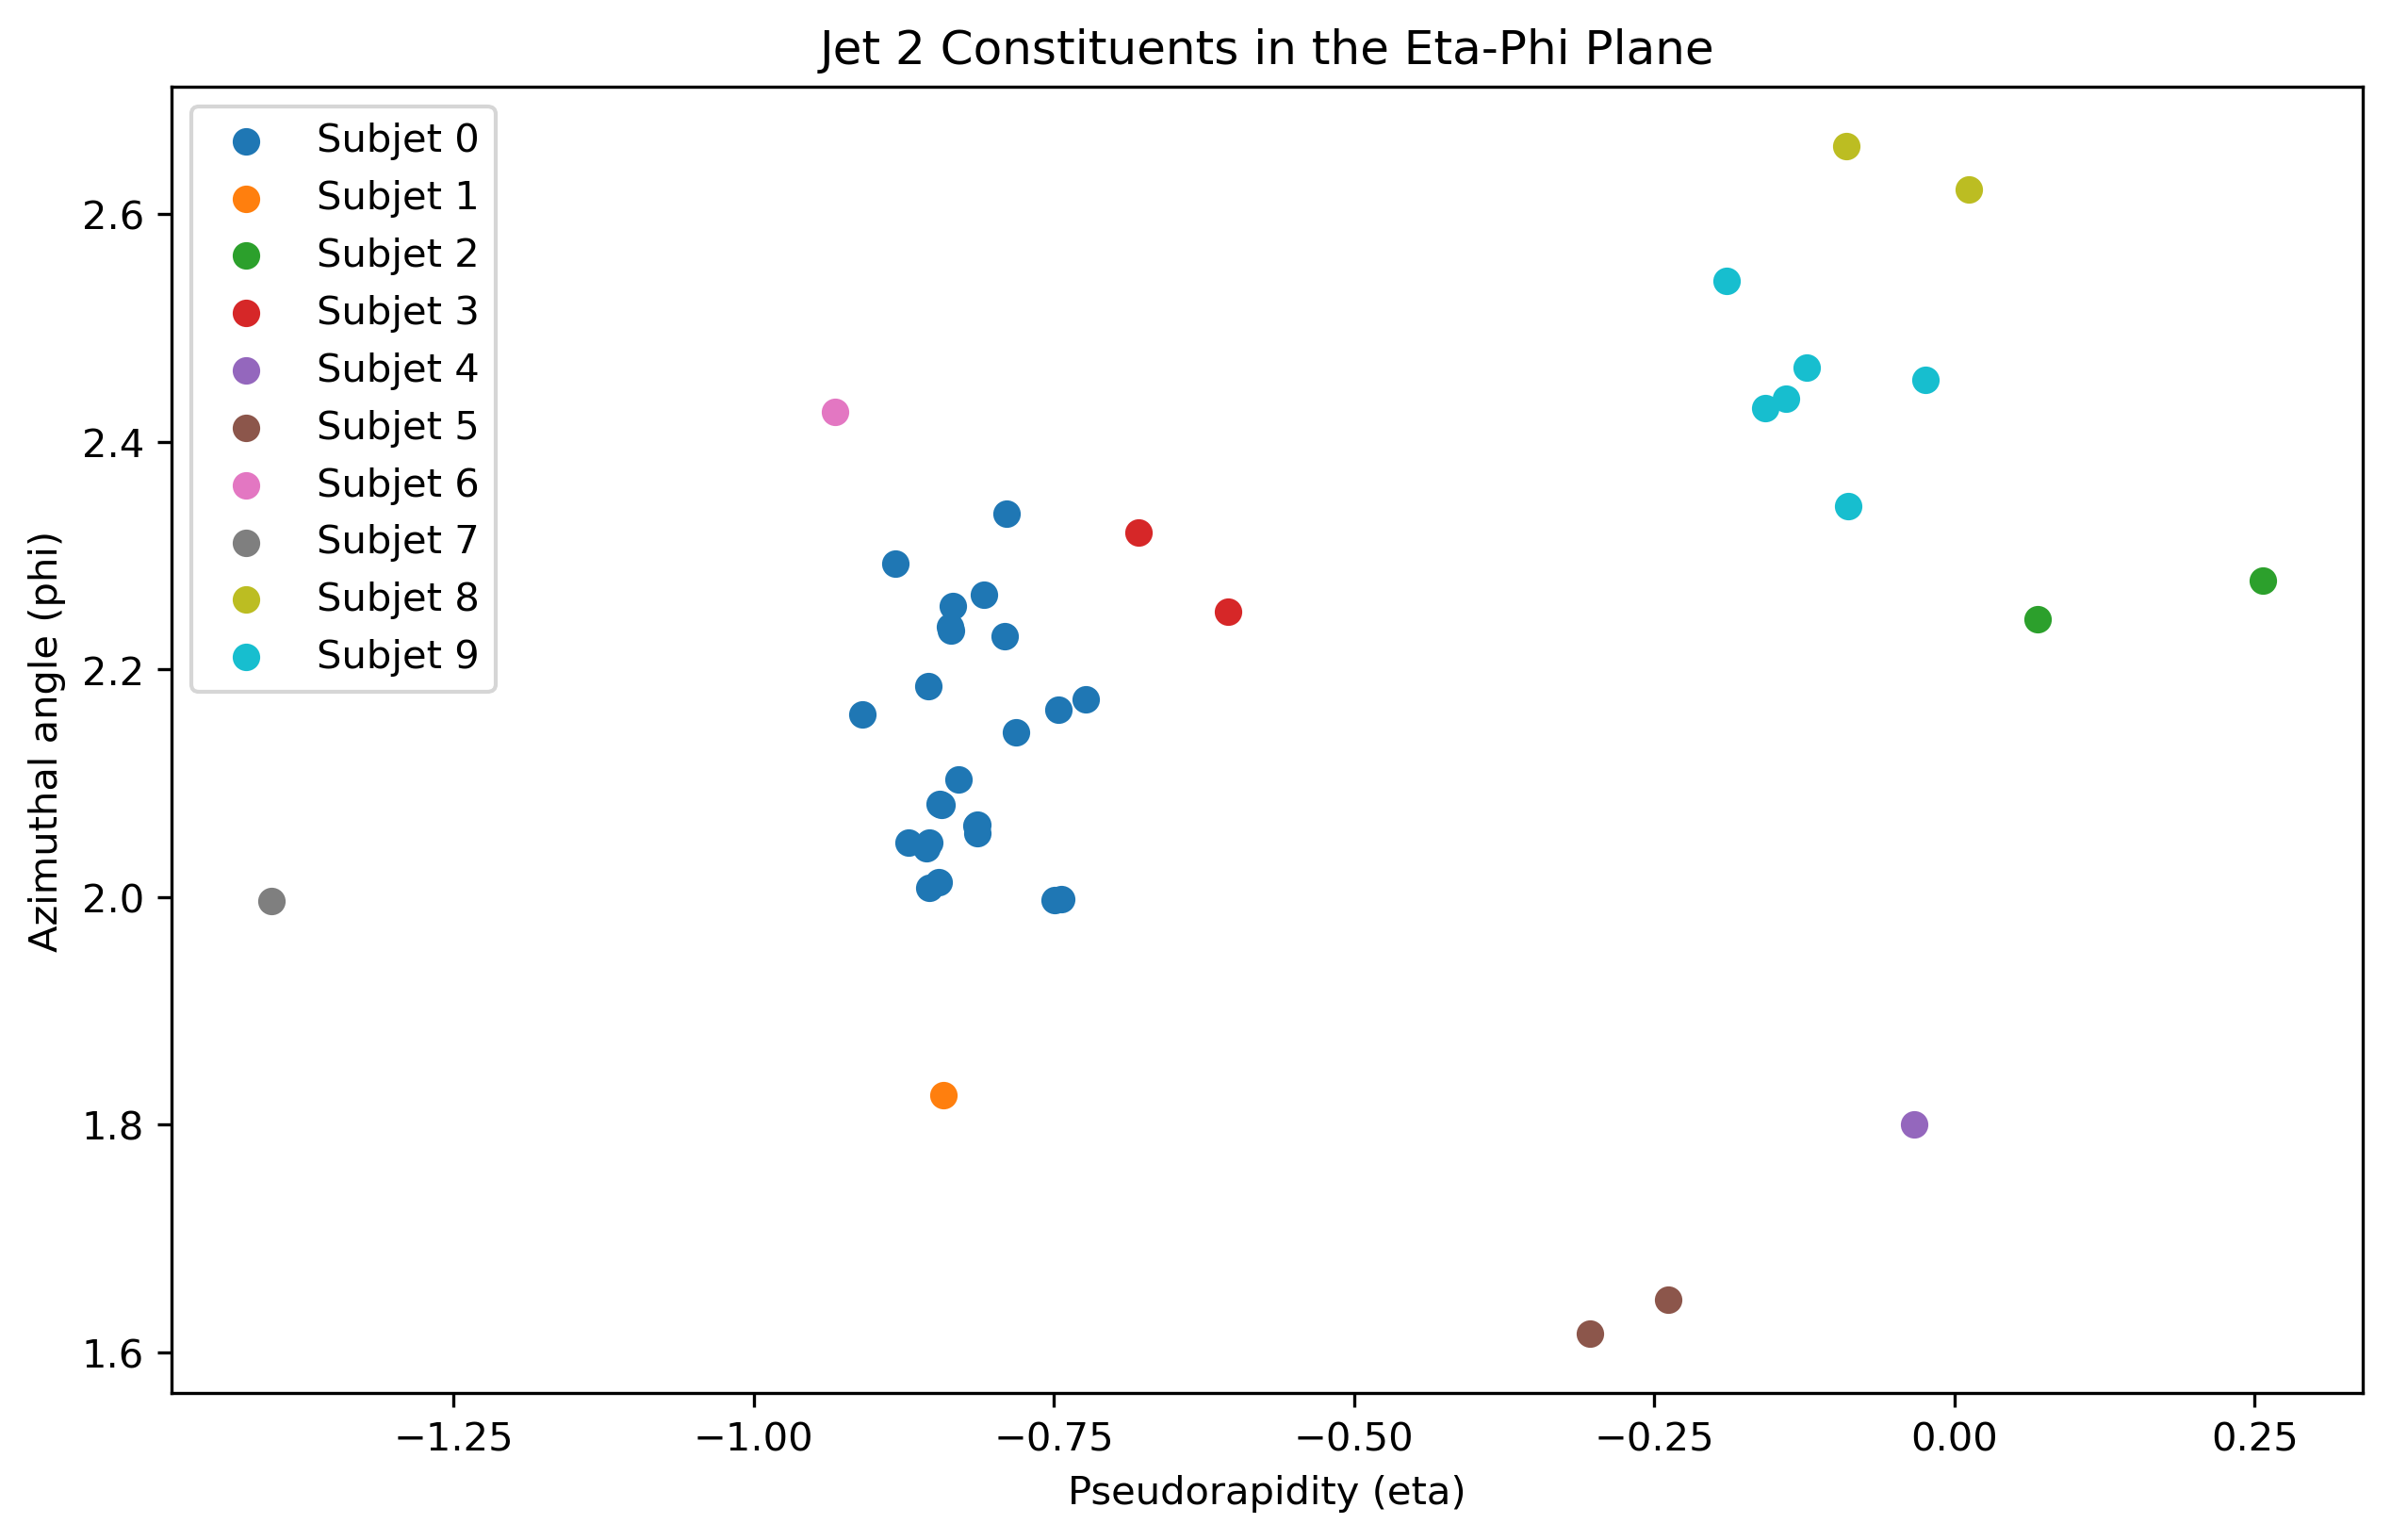 Jet 2 Constituents in the Eta-Phi Plane
Subjet 0
Subjet 1
Subjet 2
Subjet 3
Subjet 4
Subjet 5
Subjet 6
Subjet 7
Subjet 8
Subjet 9
Azimuthal angle (phi)
2.6
2.4
2.2
2.0
1.8
1.6
−1.25
−1.00
−0.75
−0.50
−0.25
0.00
0.25
Pseudorapidity (eta)